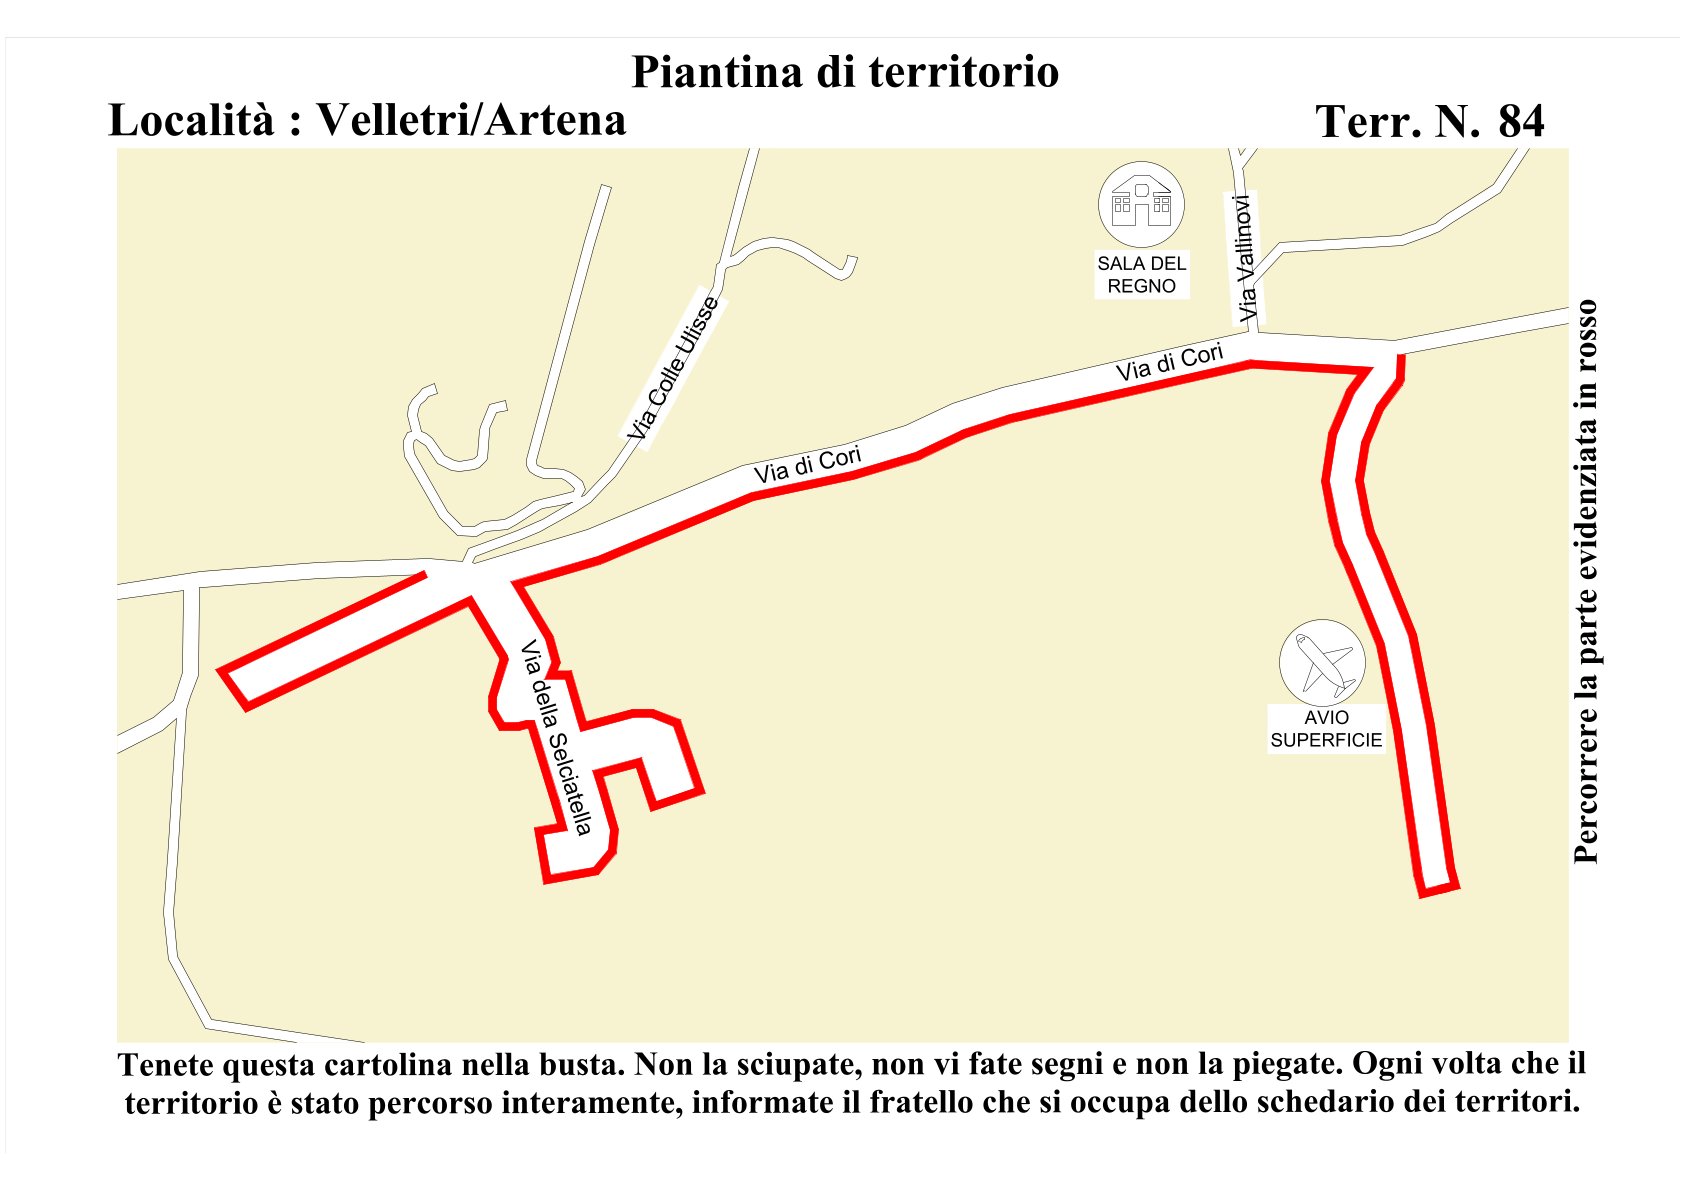 Piantina di territorio
Località : Velletri/Artena
Terr. N. 84
SALA DEL
REGNO
Via Vallinovi
Via Colle Ulisse
Via di Cori
Via di Cori
Via della Selciatella
AVIO
SUPERFICIE
Percorrere la parte evidenziata in rosso
Tenete questa cartolina nella busta. Non la sciupate, non vi fate segni e non la piegate. Ogni volta che il
territorio è stato percorso interamente, informate il fratello che si occupa dello schedario dei territori.